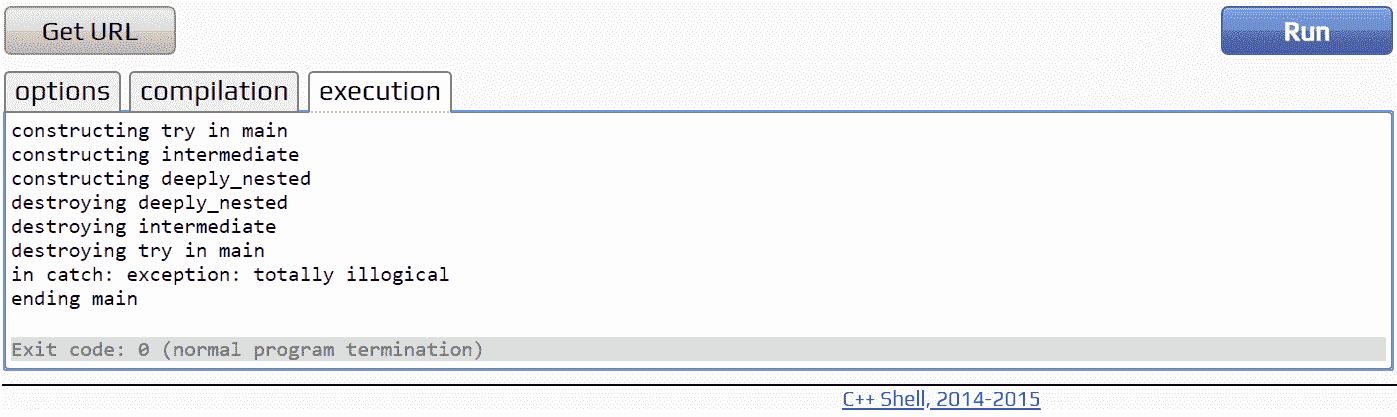 Get URL
Run
options
compilation
execution
constructing try in main
constructing intermediate
constructing deeply_nested
destroying deeply_nested
destroying intermediate
destroying try in main
in catch: exception: totally illogical
ending main
Exit code: 0 (normal program termination)
C++ Shell, 2014-2015